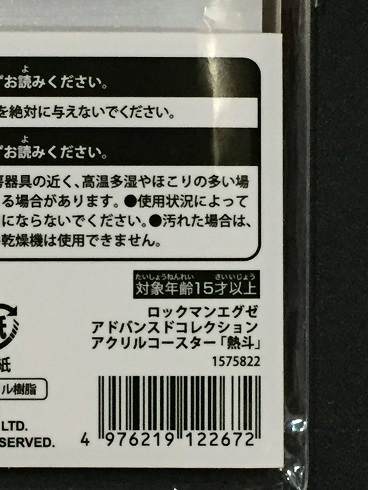 お読みください。
を絶対に与えないでください。
お読みください。
房器具の近く、高温多湿やほこりの多い場
る場合があります。●使用状況によって
にならないでください。●汚れた場合は、
乾燥機は使用できません。
対象年齢15才以上
ロックマンエグゼ
アドバンスドコレクション
アクリルコースター「熱斗」
1575822
紙
ル樹脂
LTD.
SERVED.
4 976219 122672